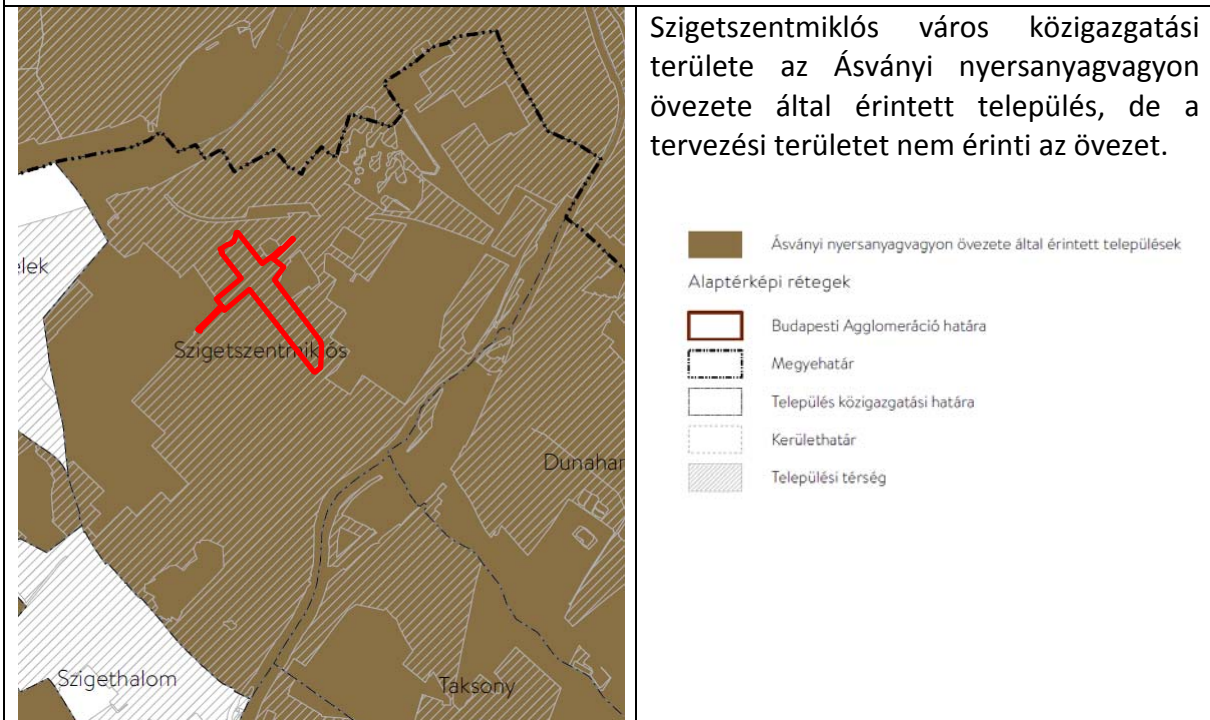 Szigetszentmiklós város közigazgatási
területe az Ásványi nyersanyagvagyon
övezete által érintett település, de a
tervezési területet nem érinti az övezet.
Ásványi nyersanyagvagyon övezete által érintett települések
Alaptérképi rétegek
Budapesti Agglomeráció határa
Megyehatár
Település közigazgatási határa
Kerülethatár
Települési térség
elek
Szigetszentmiklós
Dunahar
Szigethalom
Taksony